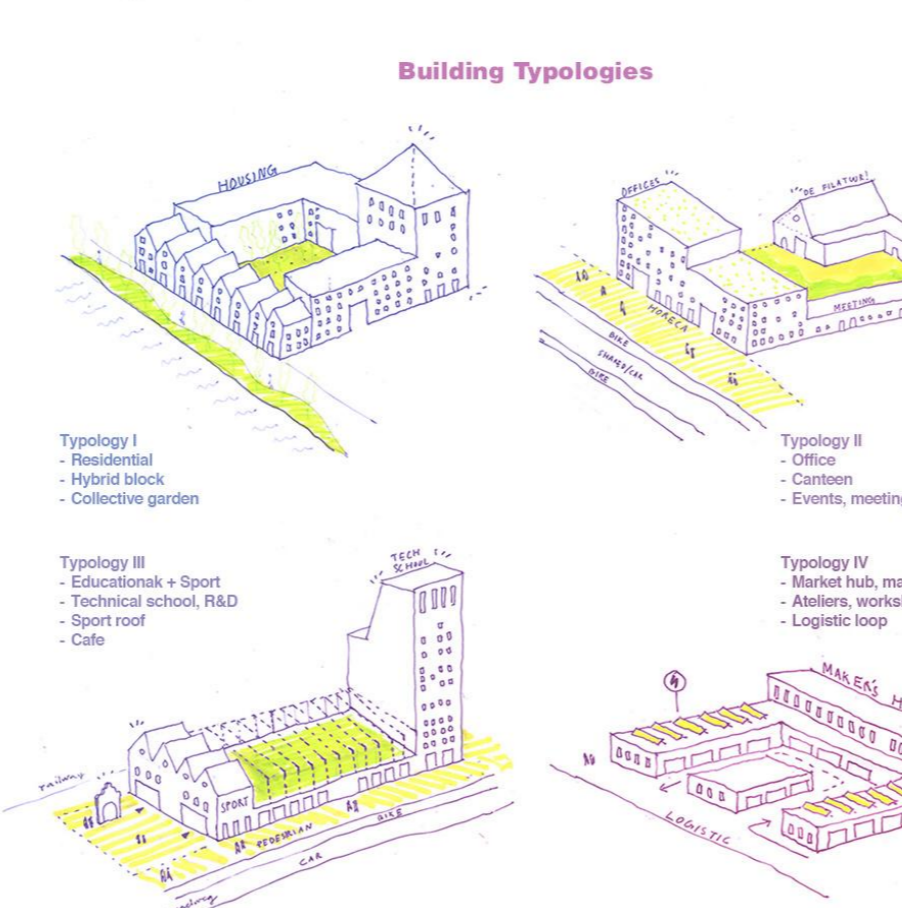 Building Typologies
HOUSING
OFFICES
DE FILATUUR!
MEETING
HORECA
BIKE
SHARED/CAR
BIKE
Typology I
- Residential
- Hybrid block
- Collective garden
Typology II
- Office
- Canteen
- Events, meeting
Typology III
- Educationak + Sport
- Technical school, R&D
- Sport roof
- Cafe
TECH
SCHOOL
Typology IV
- Market hub, ma
- Ateliers, works
- Logistic loop
MAKER'S H
railway
SPORT
PEDESTRIAN
BIKE
CAR
LOGISTIC